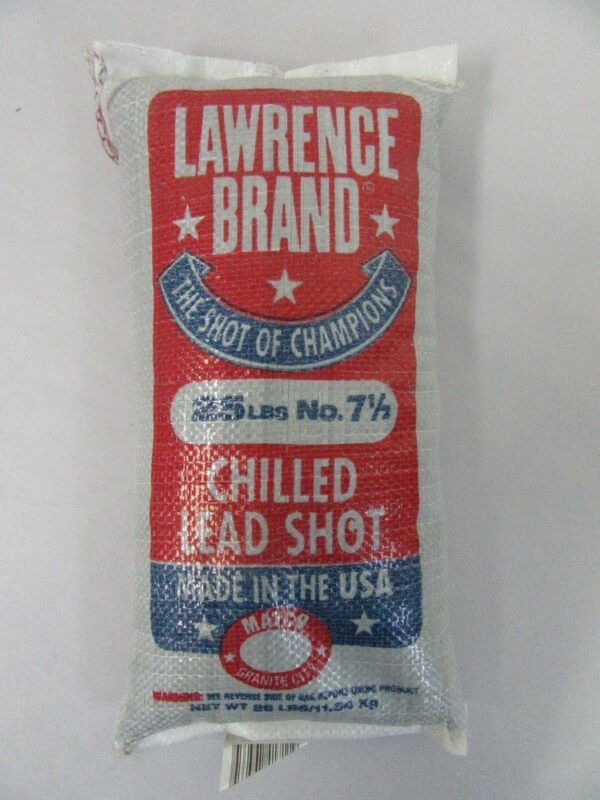 LAWRENCE
BRAND®
THE SHOT OF CHAMPIONS
25 LBS No. 7½
CHILLED
LEAD SHOT
MADE IN THE USA
GRANITE CITY
WARNING: SEE REVERSE SIDE OF BAG BEFORE USING PRODUCT
NET WT 25 LBS/11.34 KG